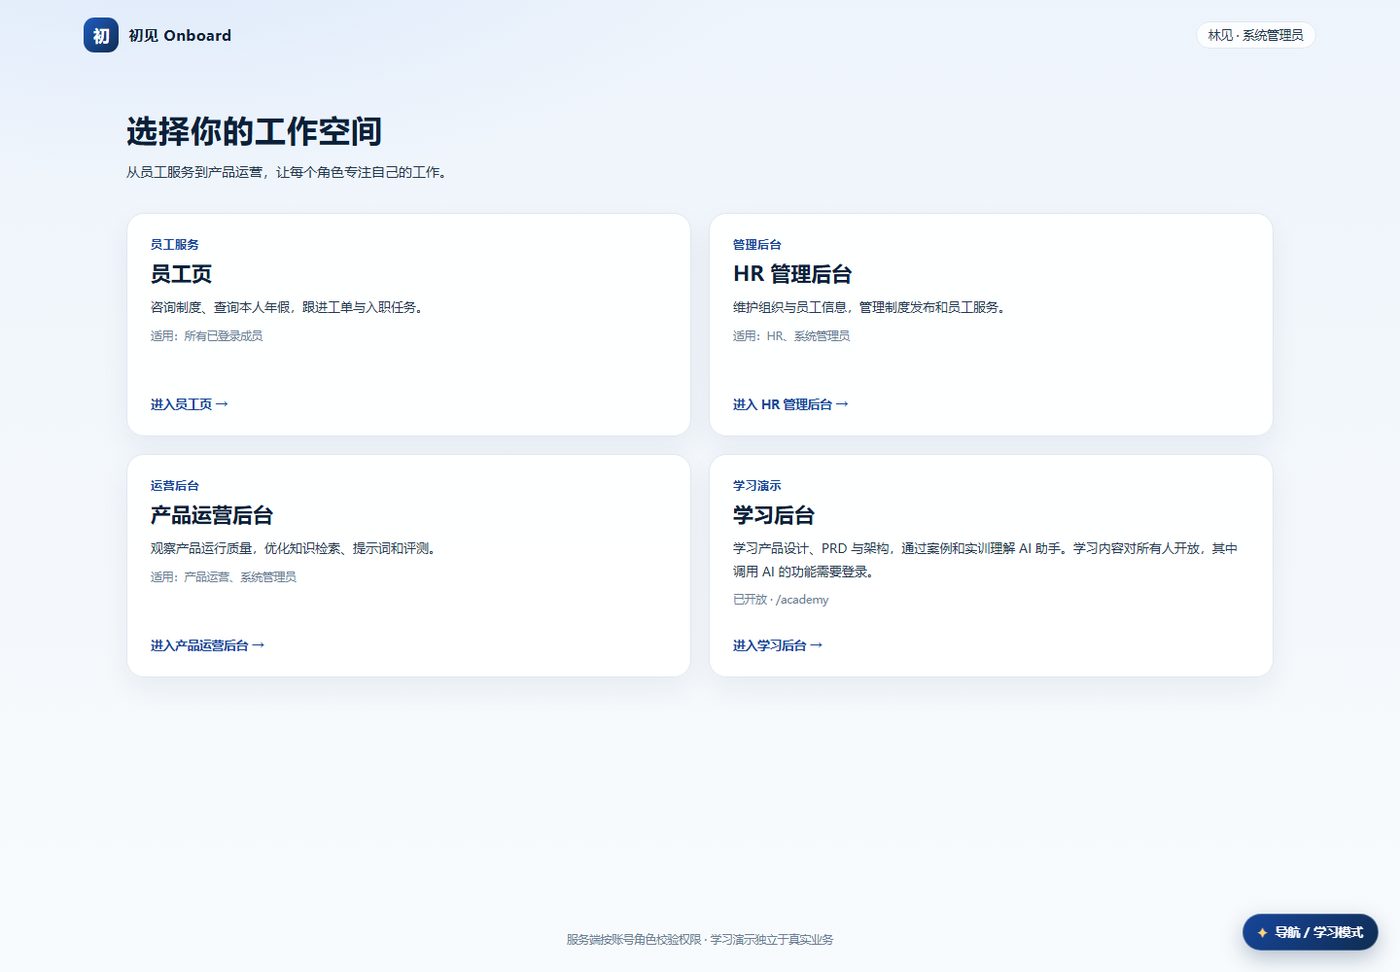 初 初见 Onboard
林见 · 系统管理员
选择你的工作空间
从员工服务到产品运营，让每个角色专注自己的工作。
员工服务
员工页
咨询制度、查询本人年假，跟进工单与入职任务。
适用：所有已登录成员
进入员工页 →
管理后台
HR 管理后台
维护组织与员工信息，管理制度发布和员工服务。
适用：HR、系统管理员
进入 HR 管理后台 →
运营后台
产品运营后台
观察产品运行质量，优化知识检索、提示词和评测。
适用：产品运营、系统管理员
进入产品运营后台 →
学习演示
学习后台
学习产品设计、PRD 与架构，通过案例和实训理解 AI 助手。学习内容对所有人开放，其中
调用 AI 的功能需要登录。
已开放 · /academy
进入学习后台 →
服务端按账号角色校验权限 · 学习演示独立于真实业务
✦ 导航 / 学习模式